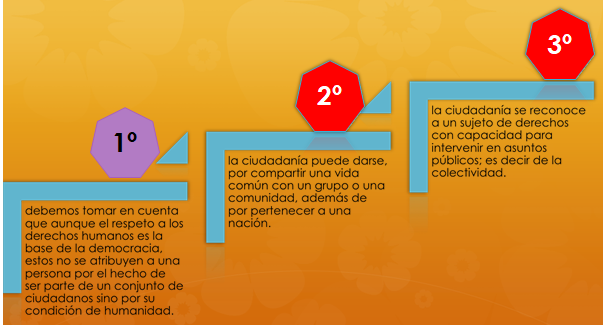 1º
debemos tomar en cuenta
que aunque el respeto a los
derechos humanos es la
base de la democracia,
estos no se atribuyen a una
persona por el hecho de
ser parte de un conjunto de
ciudadanos sino por su
condición de humanidad.
2º
la ciudadanía puede darse,
por compartir una vida
común con un grupo o una
comunidad, además de
por pertenecer a una
nación.
3º
la ciudadanía se reconoce
a un sujeto de derechos
con capacidad para
intervenir en asuntos
públicos; es decir de la
colectividad.